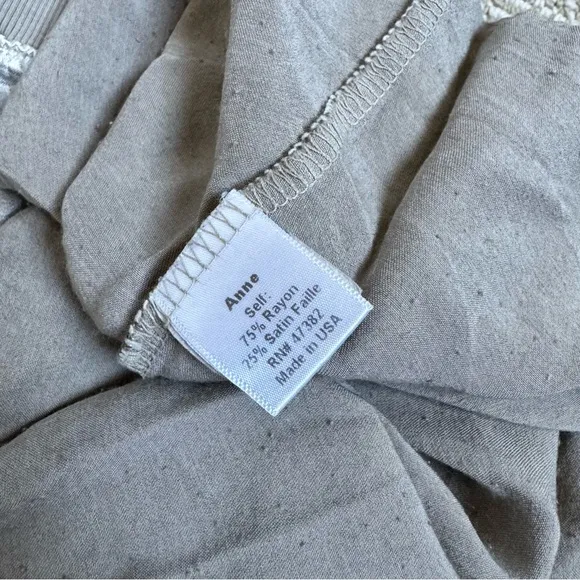 Anne
Self:
75% Rayon
25% Satin Faille
RN# 47382
Made in USA